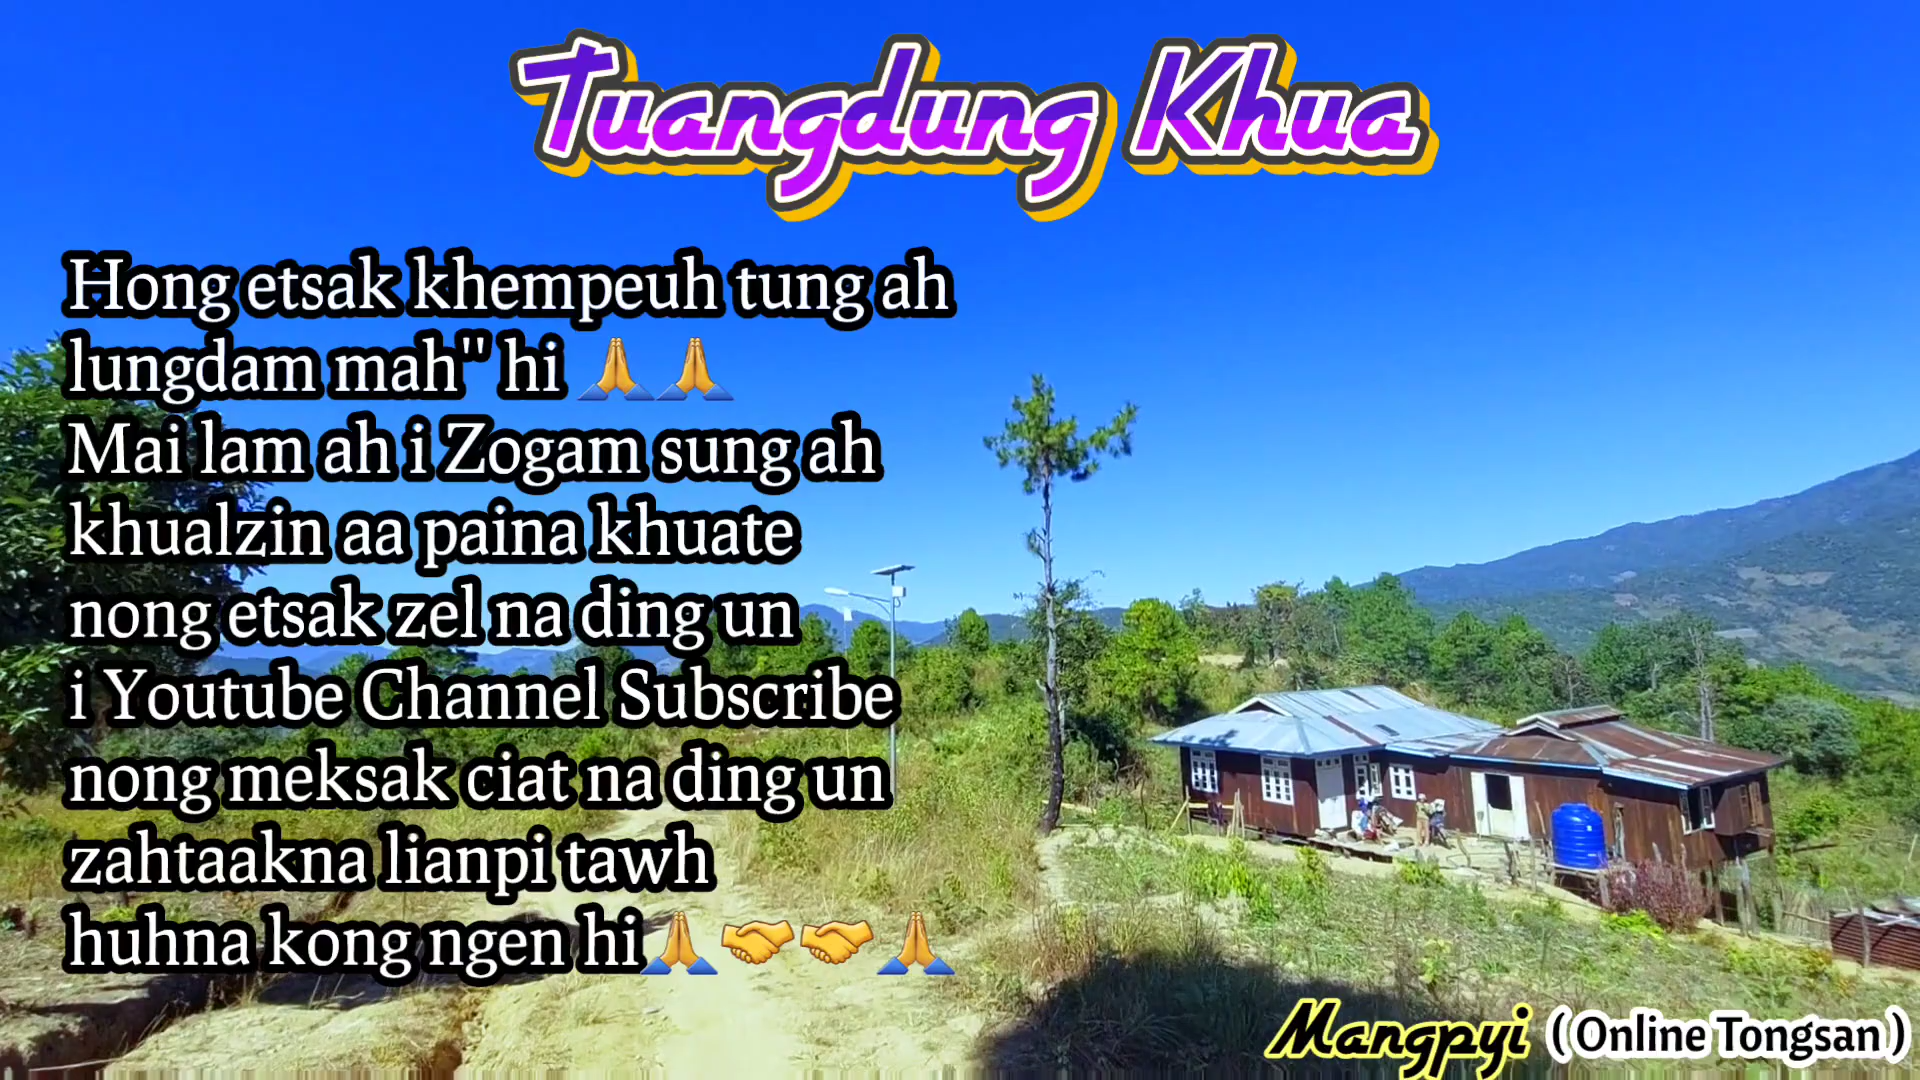 Tuangdung Khua
Hong etsak khempeuh tung ah
lungdam mah" hi 🙏🙏
Mai lam ah i Zogam sung ah
khualzin aa paina khuate
nong etsak zel na ding un
i Youtube Channel Subscribe
nong meksak ciat na ding un
zahtaakna lianpi tawh
huhna kong ngen hi🙏🤝🤝🙏
Mangpyi ( Online Tongsan )